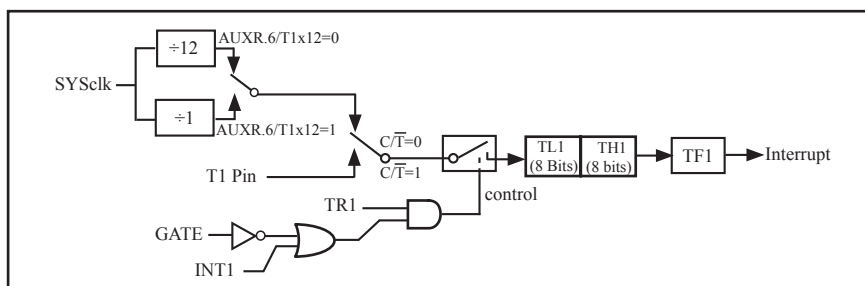 ÷12
AUXR.6/T1x12=0
SYSclk
÷1
AUXR.6/T1x12=1
C/T̅=0
C/T̅=1
T1 Pin
TL1
(8 Bits)
TH1
(8 bits)
TF1
Interrupt
control
TR1
GATE
INT1